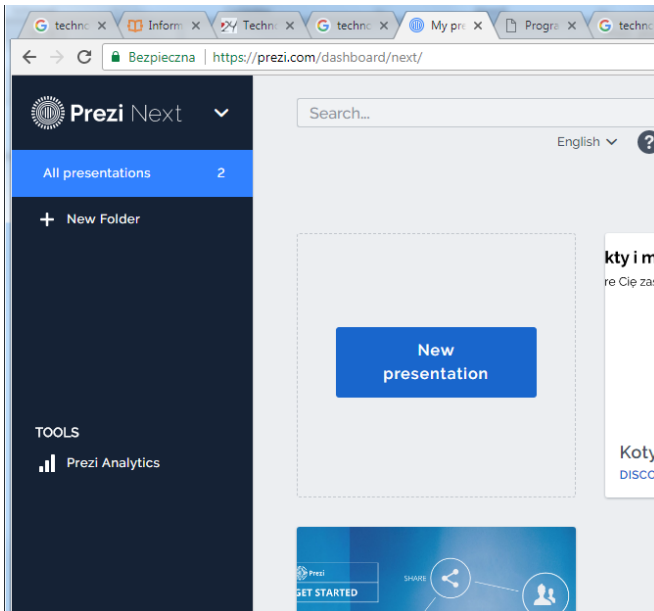 techno
Inform
Techn
techno
My pre
Progra
techno
Bezpieczna
https://prezi.com/dashboard/next/
Prezi Next
Search...
English
?
All presentations 2
+ New Folder
kty i m
re Cię zas
New
presentation
TOOLS
Prezi Analytics
Koty
DISCO
Prezi
GET STARTED
SHARE